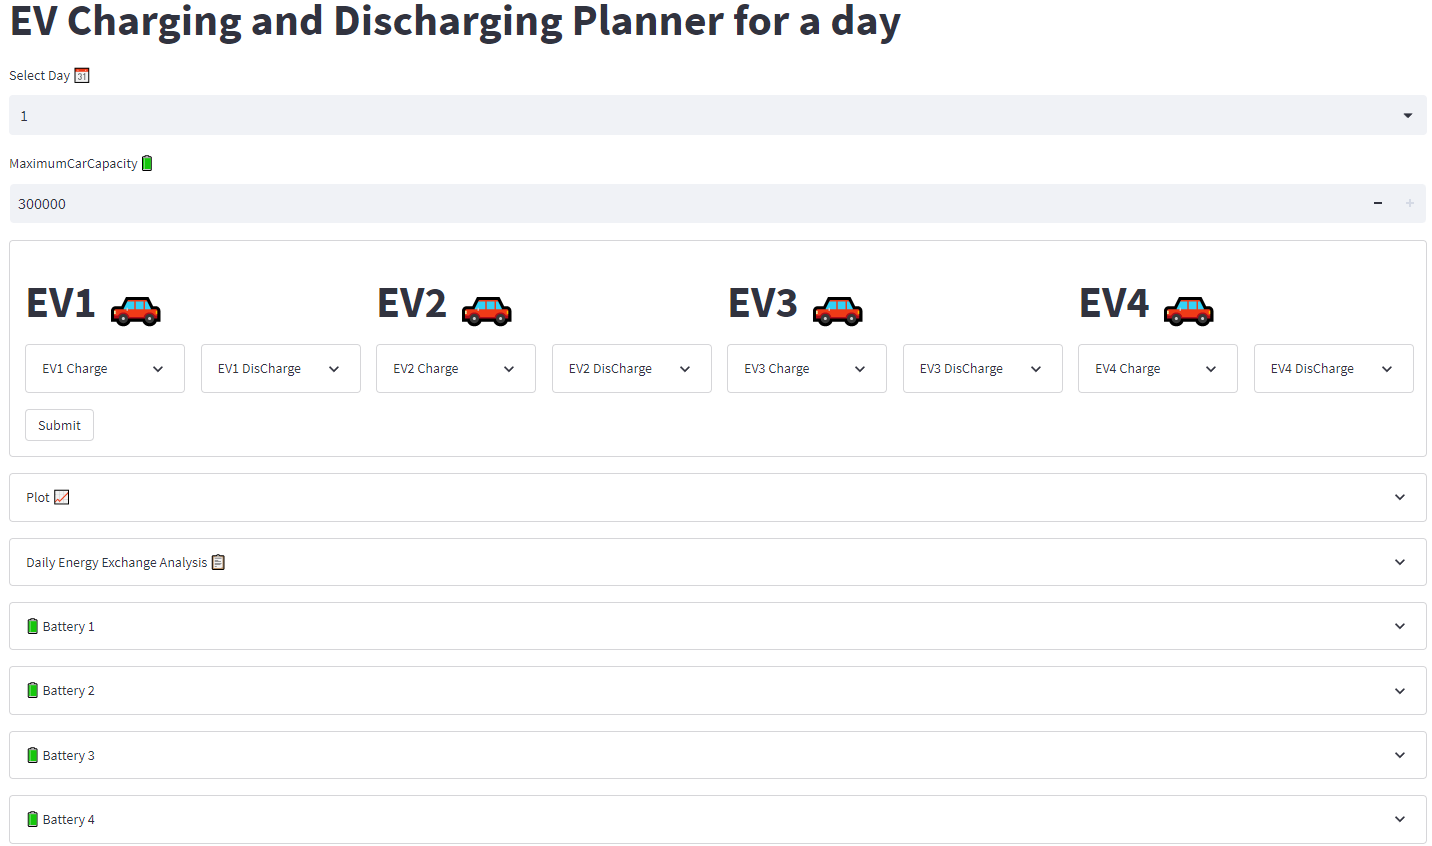 EV Charging and Discharging Planner for a day
Select Day
1
MaximumCarCapacity
300000
EV1 EV2 EV3 EV4
EV1 Charge EV1 DisCharge EV2 Charge EV2 DisCharge EV3 Charge EV3 DisCharge EV4 Charge EV4 DisCharge
Submit
Plot
Daily Energy Exchange Analysis
Battery 1
Battery 2
Battery 3
Battery 4